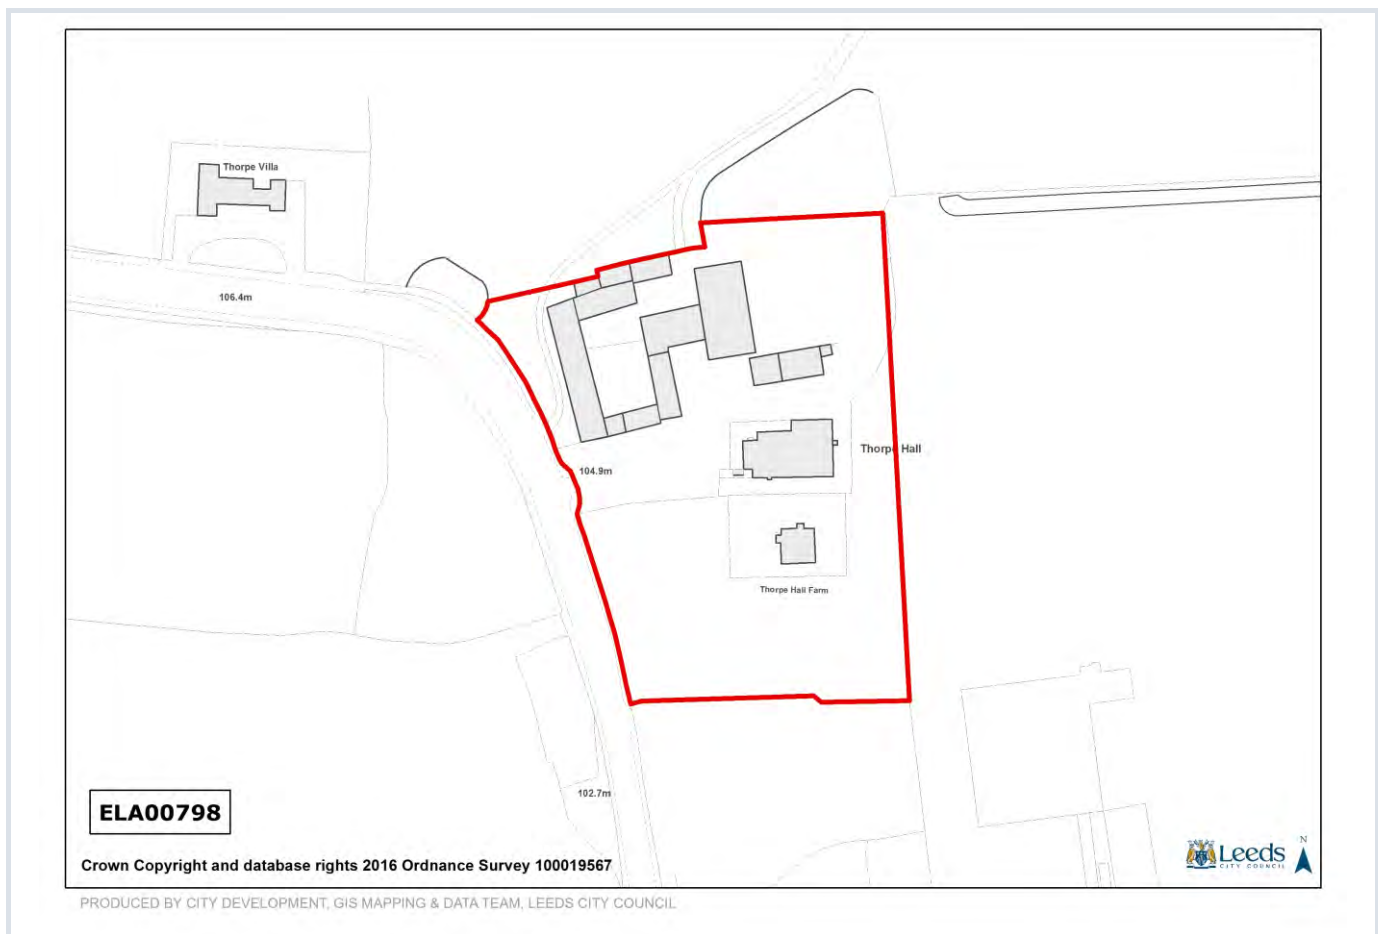 Thorpe Villa
106.4m
Thorpe Hall
104.9m
Thorpe Hall Farm
102.7m
ELA00798
Leeds
CITY COUNCIL
N
Crown Copyright and database rights 2016 Ordnance Survey 100019567
PRODUCED BY CITY DEVELOPMENT, GIS MAPPING & DATA TEAM, LEEDS CITY COUNCIL